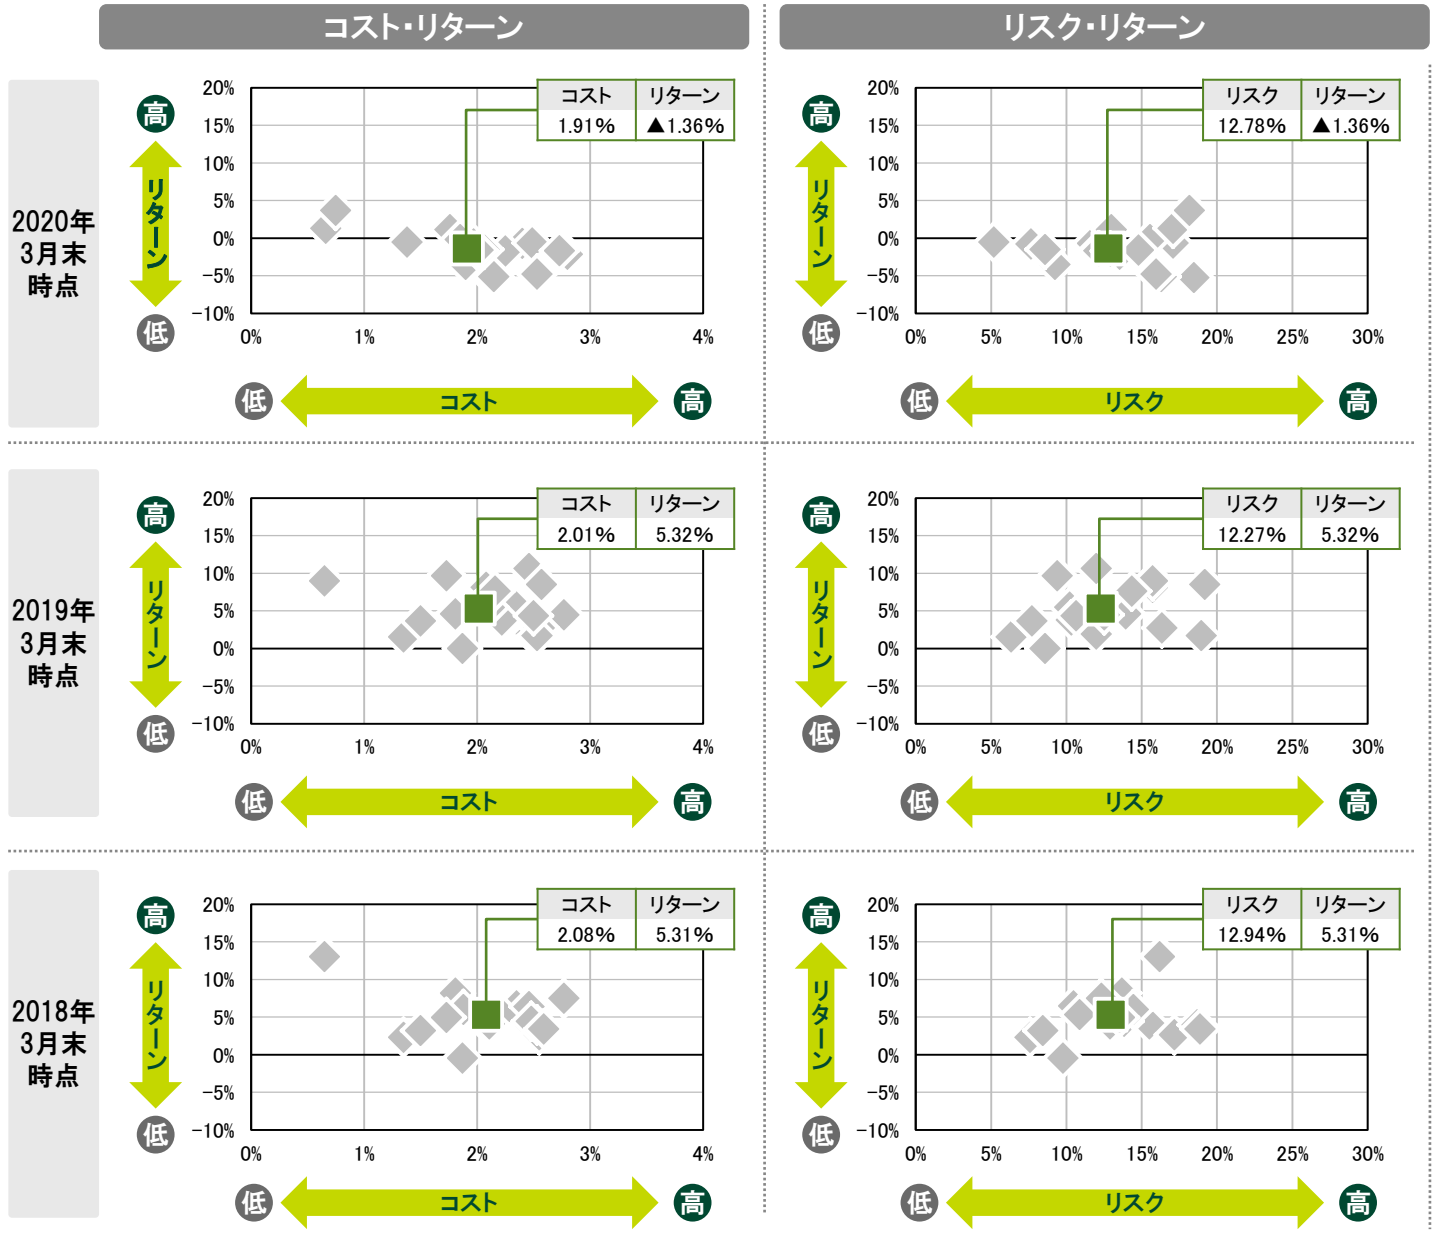 コスト・リターン
リスク・リターン
2020年
3月末
時点
高
リターン
低
20%
15%
10%
5%
0%
−5%
−10%
0% 1% 2% 3% 4%
コスト リターン
1.91% ▲1.36%
低 コスト 高
高
リターン
低
20%
15%
10%
5%
0%
−5%
−10%
0% 5% 10% 15% 20% 25% 30%
リスク リターン
12.78% ▲1.36%
低 リスク 高
2019年
3月末
時点
高
リターン
低
20%
15%
10%
5%
0%
−5%
−10%
0% 1% 2% 3% 4%
コスト リターン
2.01% 5.32%
低 コスト 高
高
リターン
低
20%
15%
10%
5%
0%
−5%
−10%
0% 5% 10% 15% 20% 25% 30%
リスク リターン
12.27% 5.32%
低 リスク 高
2018年
3月末
時点
高
リターン
低
20%
15%
10%
5%
0%
−5%
−10%
0% 1% 2% 3% 4%
コスト リターン
2.08% 5.31%
低 コスト 高
高
リターン
低
20%
15%
10%
5%
0%
−5%
−10%
0% 5% 10% 15% 20% 25% 30%
リスク リターン
12.94% 5.31%
低 リスク 高